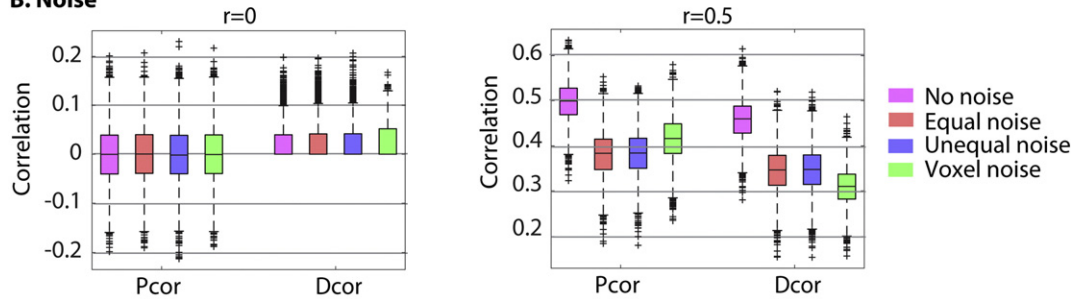 B. Noise
r=0
Correlation
0.2
0.1
0
-0.1
-0.2
Pcor
Dcor
r=0.5
Correlation
0.6
0.5
0.4
0.3
0.2
Pcor
Dcor
No noise
Equal noise
Unequal noise
Voxel noise